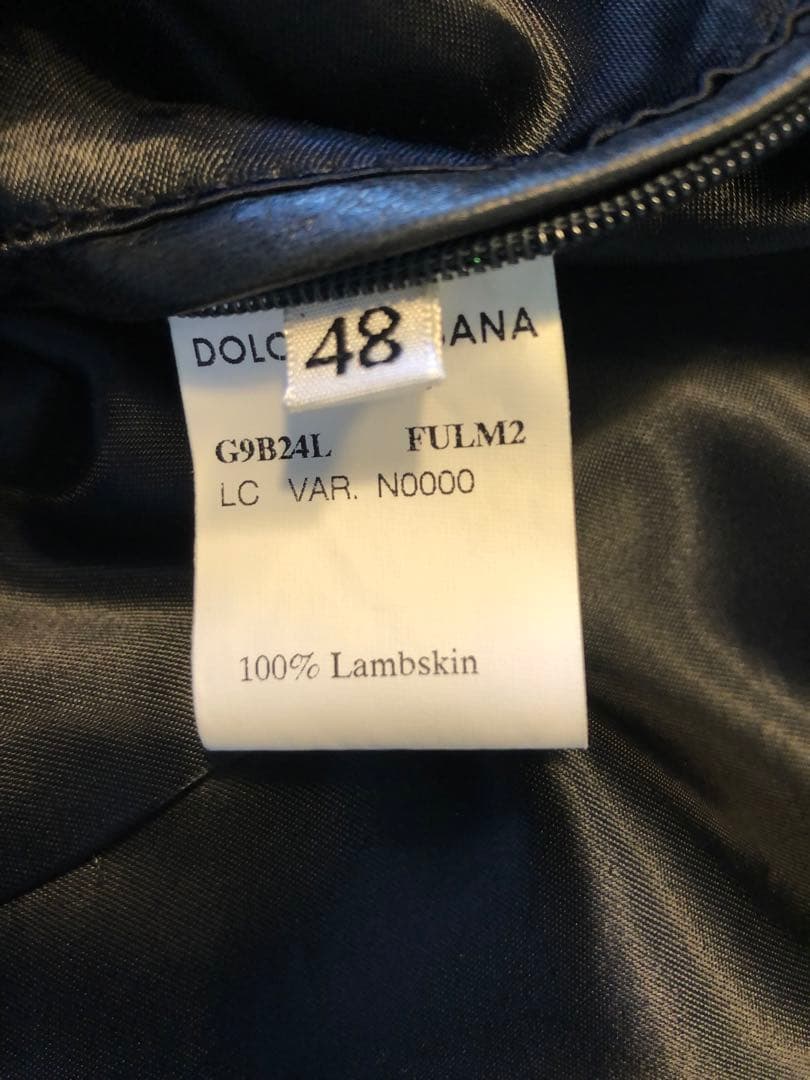 DOLC 48 ANA
G9B24L FULM2
LC VAR. N0000
100% Lambskin